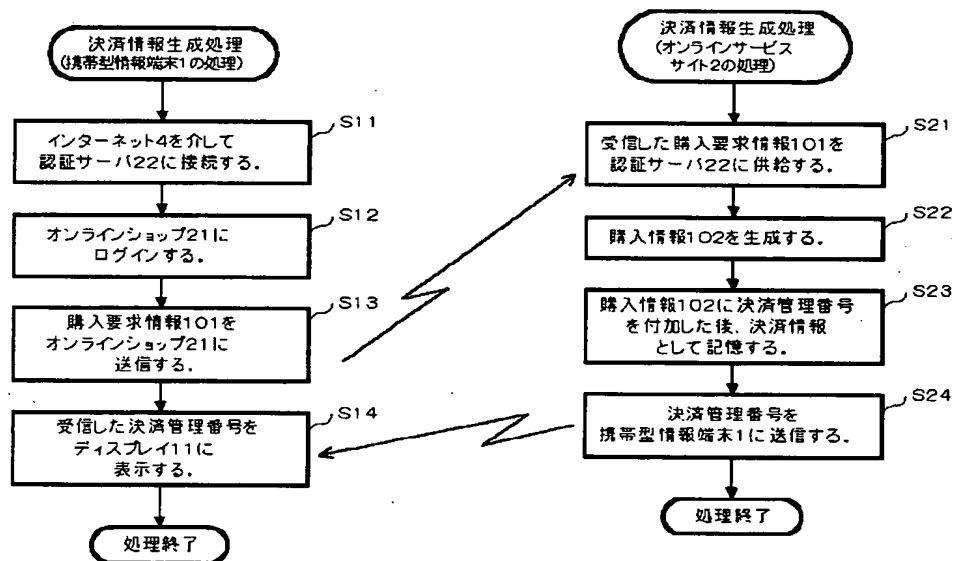 決済情報生成処理
(携帯型情報端末1の処理)
S11
インターネット4を介して
認証サーバ22に接続する。
S12
オンラインショップ21に
ログインする。
S13
購入要求情報101を
オンラインショップ21に
送信する。
S14
受信した決済管理番号を
ディスプレイ11に
表示する。
処理終了
決済情報生成処理
(オンラインサービス
サイト2の処理)
S21
受信した購入要求情報101を
認証サーバ22に供給する。
S22
購入情報102を生成する。
S23
購入情報102に決済管理番号
を付加した後、決済情報
として記憶する。
S24
決済管理番号を
携帯型情報端末1に送信する。
処理終了